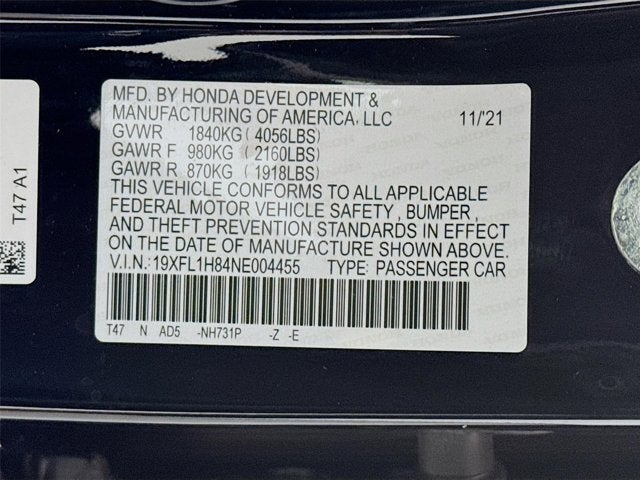 MFD. BY HONDA DEVELOPMENT &
MANUFACTURING OF AMERICA, LLC 11/'21
GVWR 1840KG ( 4056LBS)
GAWR F 980KG ( 2160LBS)
GAWR R 870KG ( 1918LBS)
THIS VEHICLE CONFORMS TO ALL APPLICABLE
FEDERAL MOTOR VEHICLE SAFETY , BUMPER ,
AND THEFT PREVENTION STANDARDS IN EFFECT
ON THE DATE OF MANUFACTURE SHOWN ABOVE.
V.I.N.:19XFL1H84NE004455 TYPE: PASSENGER CAR
T47 N AD5 -NH731P -Z -E
T47 A1